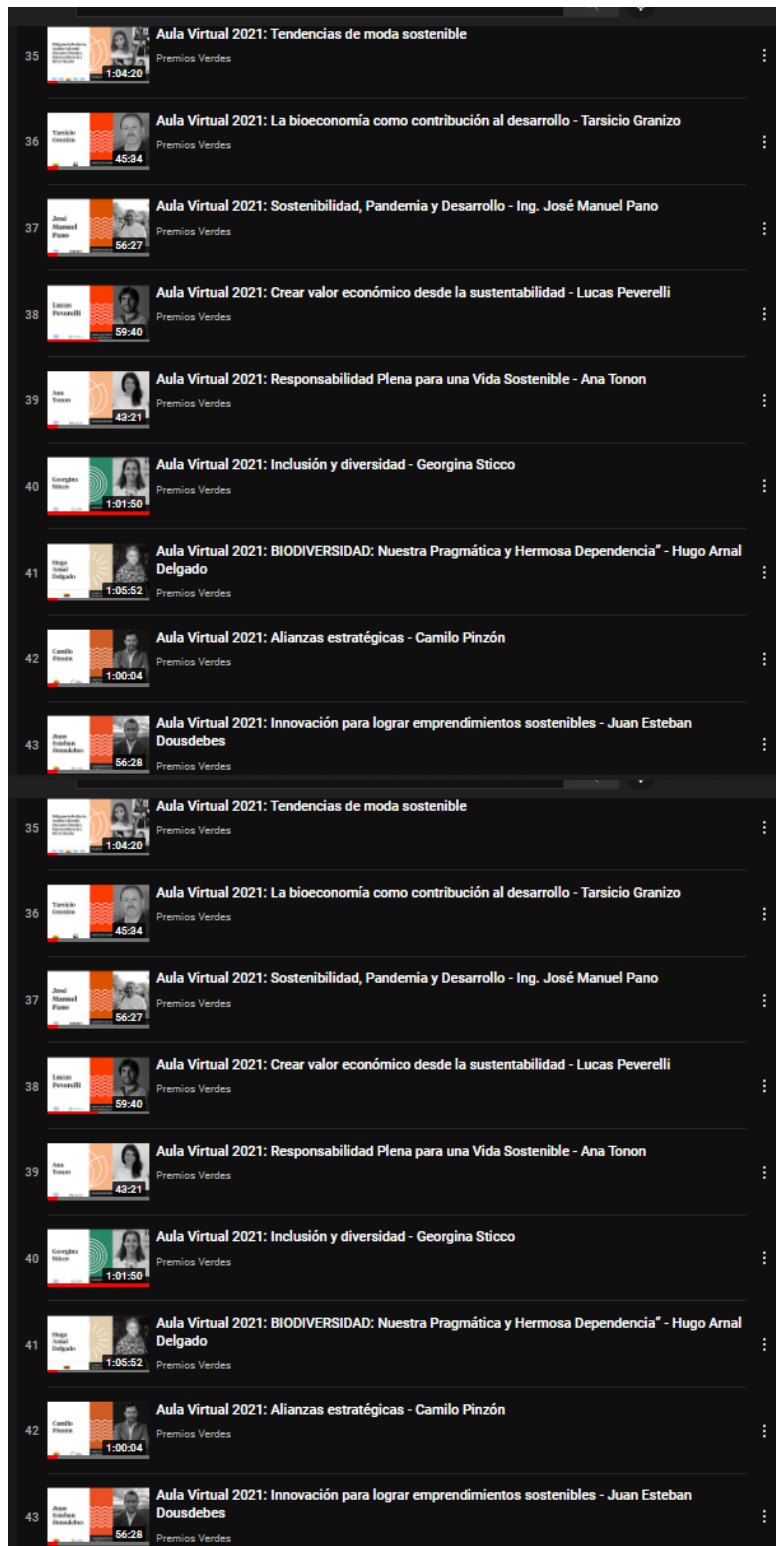 Aula Virtual 2021: Tendencias de moda sostenible
35
Premios Verdes
1:04:20
Aula Virtual 2021: La bioeconomía como contribución al desarrollo - Tarsicio Granizo
36
Tarsicio
Granizo
Premios Verdes
45:34
Aula Virtual 2021: Sostenibilidad, Pandemia y Desarrollo - Ing. José Manuel Pano
37
José
Manuel
Pano
Premios Verdes
56:27
Aula Virtual 2021: Crear valor económico desde la sustentabilidad - Lucas Peverelli
38
Lucas
Peverelli
Premios Verdes
59:40
Aula Virtual 2021: Responsabilidad Plena para una Vida Sostenible - Ana Tonon
39
Ana
Tonon
Premios Verdes
43:21
Aula Virtual 2021: Inclusión y diversidad - Georgina Sticco
40
Georgina
Sticco
Premios Verdes
1:01:50
Aula Virtual 2021: BIODIVERSIDAD: Nuestra Pragmática y Hermosa Dependencia” - Hugo Arnal
Delgado
41
Hugo
Arnal
Delgado
Premios Verdes
1:05:52
Aula Virtual 2021: Alianzas estratégicas - Camilo Pinzón
42
Camilo
Pinzón
Premios Verdes
1:00:04
Aula Virtual 2021: Innovación para lograr emprendimientos sostenibles - Juan Esteban
Dousdebes
43
Juan
Esteban
Dousdebes
Premios Verdes
56:28
Aula Virtual 2021: Tendencias de moda sostenible
35
Premios Verdes
1:04:20
Aula Virtual 2021: La bioeconomía como contribución al desarrollo - Tarsicio Granizo
36
Tarsicio
Granizo
Premios Verdes
45:34
Aula Virtual 2021: Sostenibilidad, Pandemia y Desarrollo - Ing. José Manuel Pano
37
José
Manuel
Pano
Premios Verdes
56:27
Aula Virtual 2021: Crear valor económico desde la sustentabilidad - Lucas Peverelli
38
Lucas
Peverelli
Premios Verdes
59:40
Aula Virtual 2021: Responsabilidad Plena para una Vida Sostenible - Ana Tonon
39
Ana
Tonon
Premios Verdes
43:21
Aula Virtual 2021: Inclusión y diversidad - Georgina Sticco
40
Georgina
Sticco
Premios Verdes
1:01:50
Aula Virtual 2021: BIODIVERSIDAD: Nuestra Pragmática y Hermosa Dependencia” - Hugo Arnal
Delgado
41
Hugo
Arnal
Delgado
Premios Verdes
1:05:52
Aula Virtual 2021: Alianzas estratégicas - Camilo Pinzón
42
Camilo
Pinzón
Premios Verdes
1:00:04
Aula Virtual 2021: Innovación para lograr emprendimientos sostenibles - Juan Esteban
Dousdebes
43
Juan
Esteban
Dousdebes
Premios Verdes
56:28